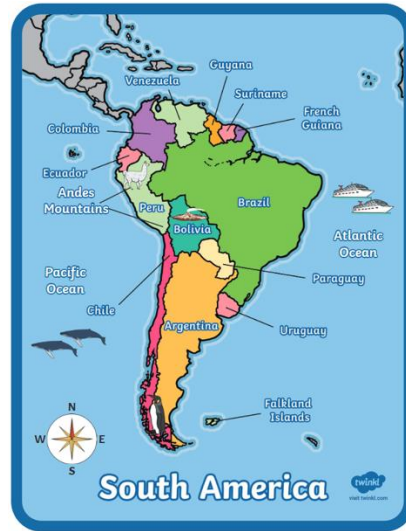 Guyana
Venezuela
Suriname
Colombia
French
Guiana
Ecuador
Andes
Mountains
Peru
Brazil
Bolivia
Atlantic
Ocean
Pacific
Ocean
Paraguay
Chile
Argentina
Uruguay
Falkland
Islands
N
W
E
S
South America
twinkl
visit twinkl.com